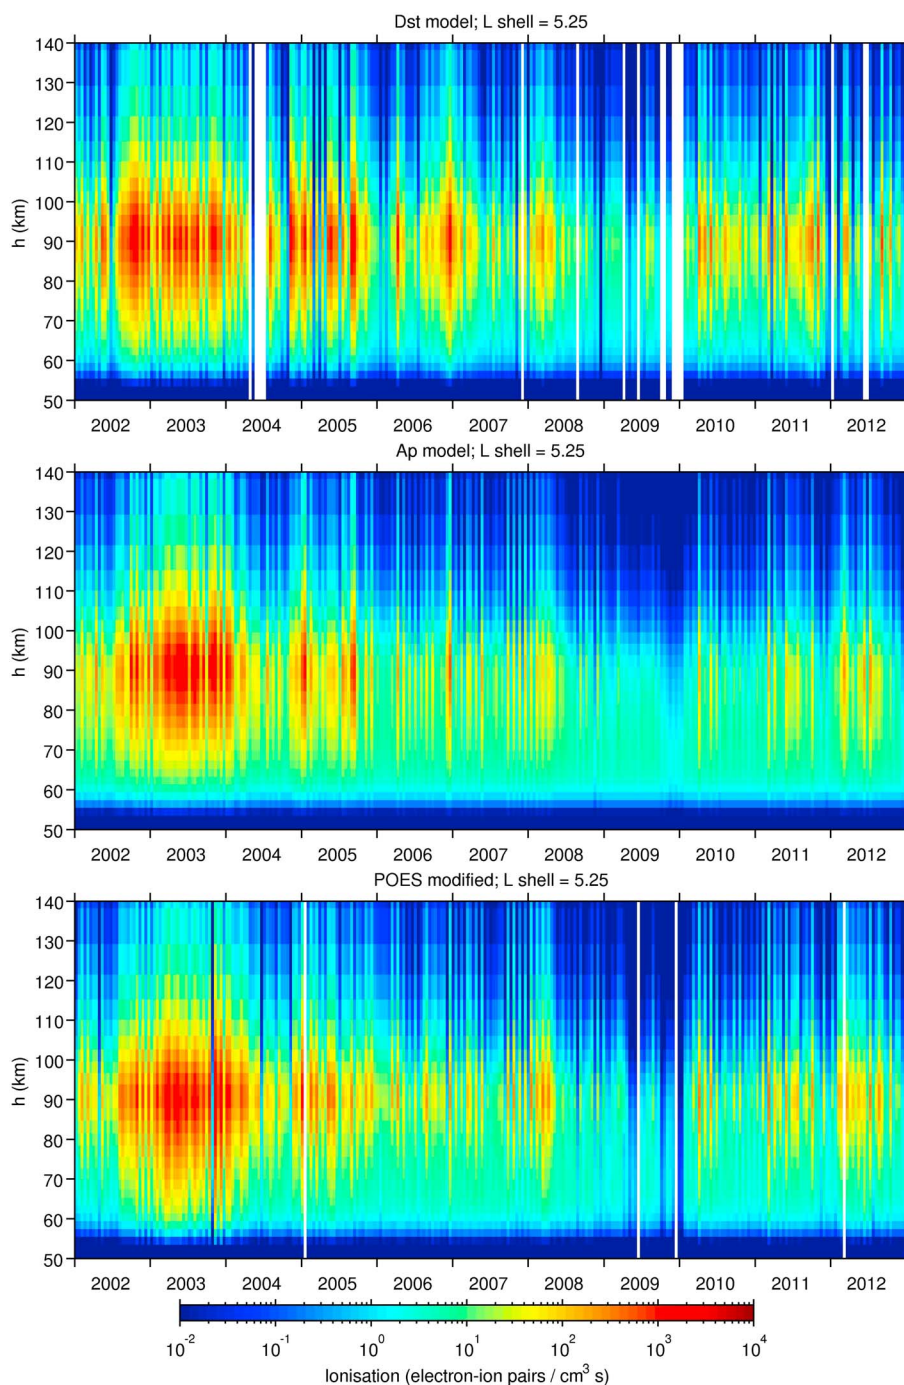 Dst model; L shell = 5.25
140
130
120
110
100
90
80
70
60
50
h (km)
2002 2003 2004 2005 2006 2007 2008 2009 2010 2011 2012
Ap model; L shell = 5.25
140
130
120
110
100
90
80
70
60
50
h (km)
2002 2003 2004 2005 2006 2007 2008 2009 2010 2011 2012
POES modified; L shell = 5.25
140
130
120
110
100
90
80
70
60
50
h (km)
2002 2003 2004 2005 2006 2007 2008 2009 2010 2011 2012
10⁻² 10⁻¹ 10⁰ 10¹ 10² 10³ 10⁴
Ionisation (electron-ion pairs / cm³ s)